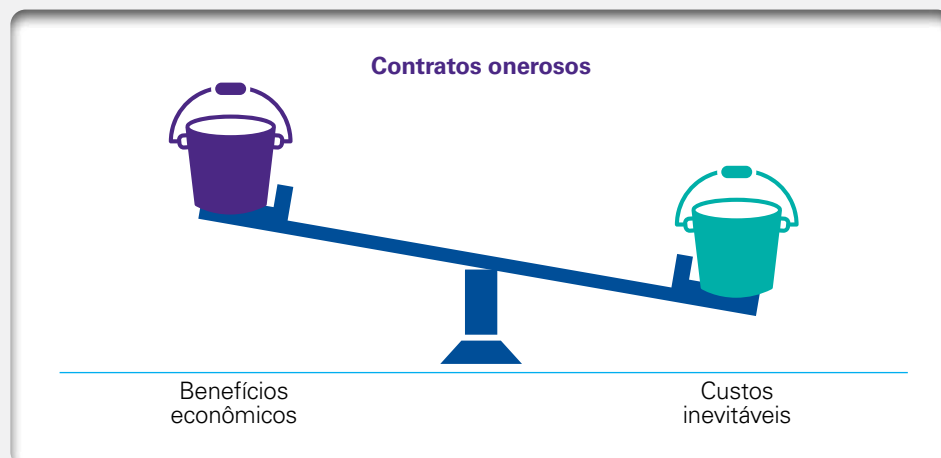 Contratos onerosos
Benefícios
econômicos
Custos
inevitáveis